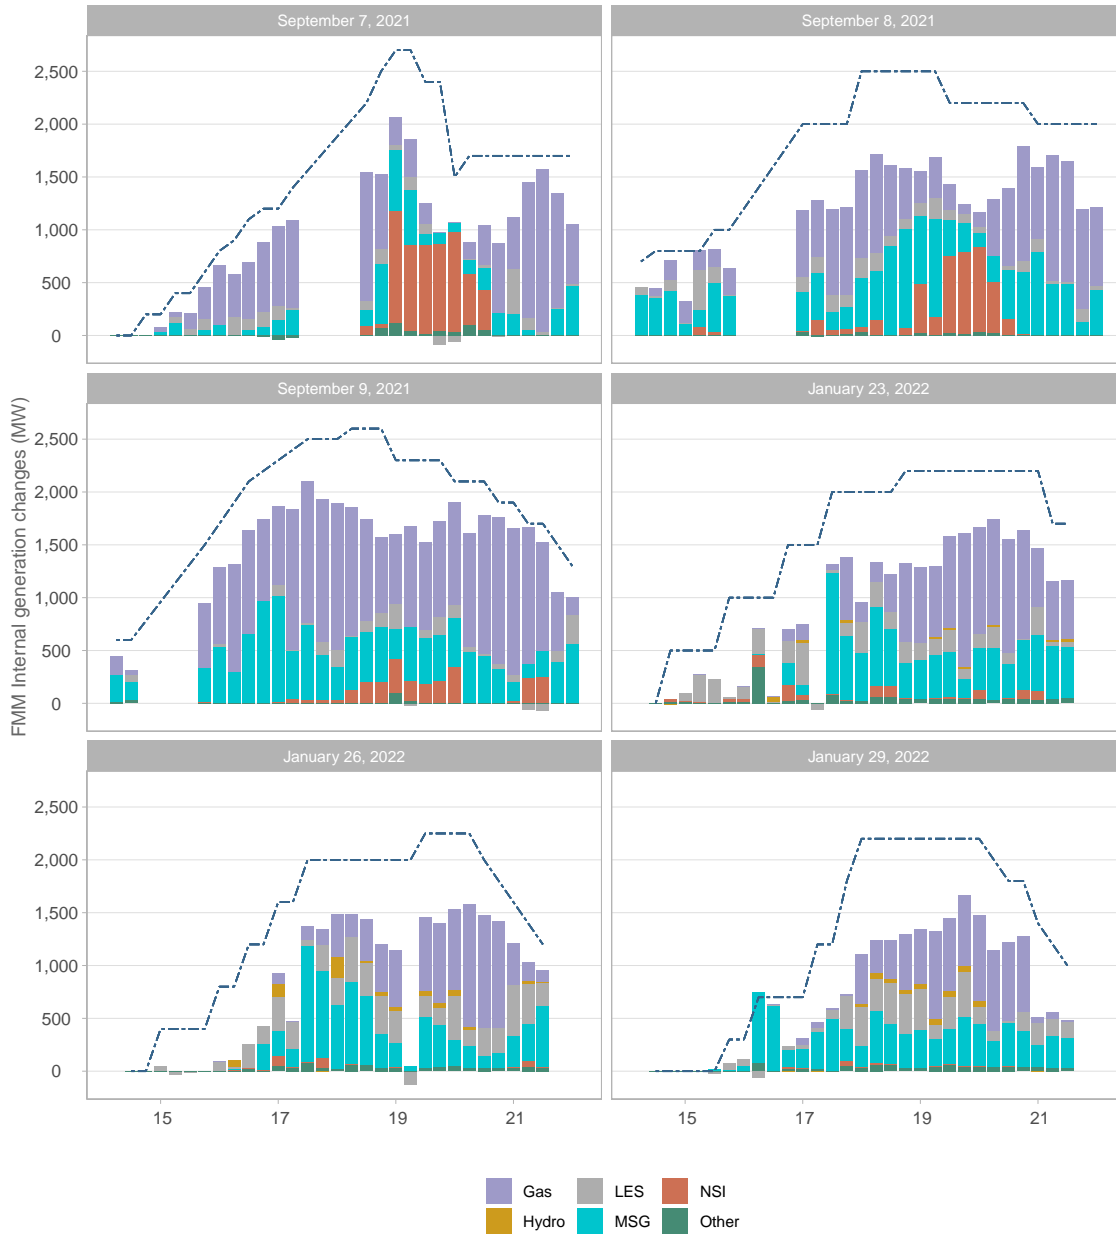 September 7, 2021
September 8, 2021
2,500
2,000
1,500
1,000
500
0
September 9, 2021
January 23, 2022
FMM Internal generation changes (MW)
2,500
2,000
1,500
1,000
500
0
January 26, 2022
January 29, 2022
2,500
2,000
1,500
1,000
500
0
15 17 19 21 15 17 19 21
Gas LES NSI
Hydro MSG Other